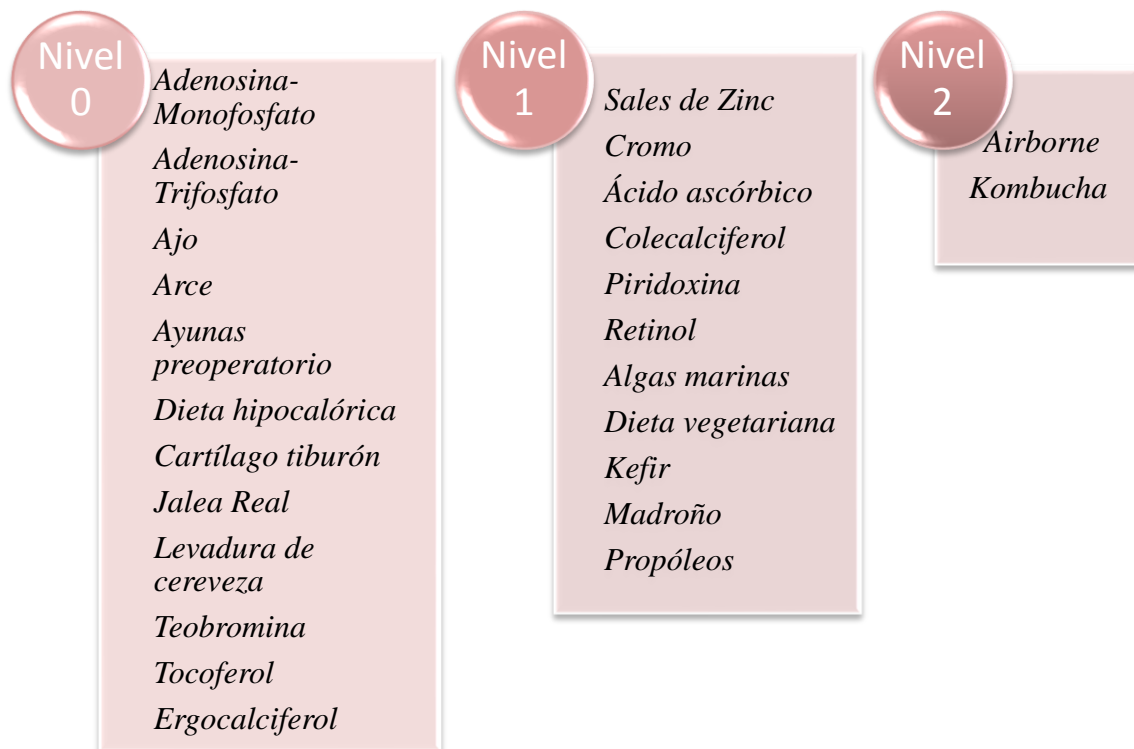 Nivel
0
Adenosina-
Monofosfato
Adenosina-
Trifosfato
Ajo
Arce
Ayunas
preoperatorio
Dieta hipocalórica
Cartílago tiburón
Jalea Real
Levadura de
cereveza
Teobromina
Tocoferol
Ergocalciferol
Nivel
1
Sales de Zinc
Cromo
Ácido ascórbico
Colecalciferol
Piridoxina
Retinol
Algas marinas
Dieta vegetariana
Kefir
Madroño
Propóleos
Nivel
2
Airborne
Kombucha